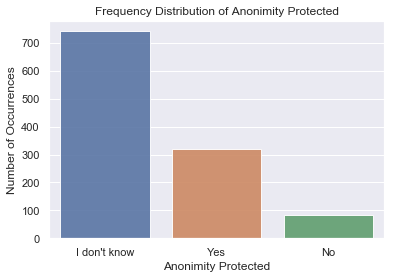 Frequency Distribution of Anonimity Protected
Number of Occurrences
700
600
500
400
300
200
100
0
I don't know
Yes
No
Anonimity Protected